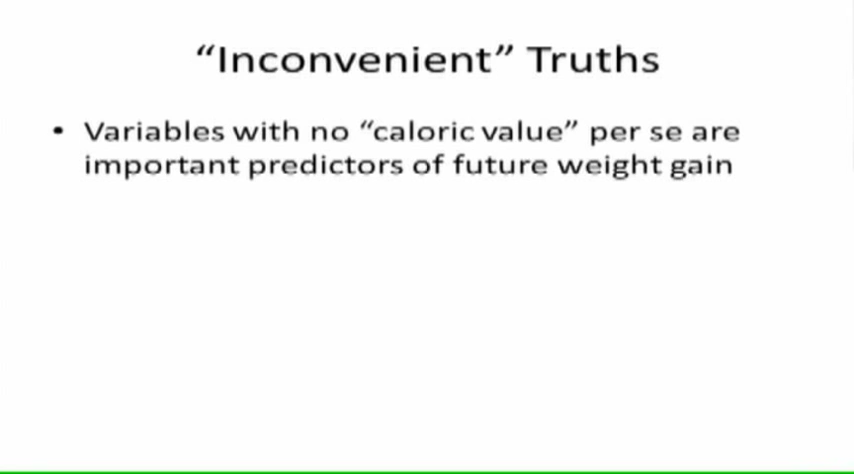 “Inconvenient” Truths
• Variables with no “caloric value” per se are
important predictors of future weight gain